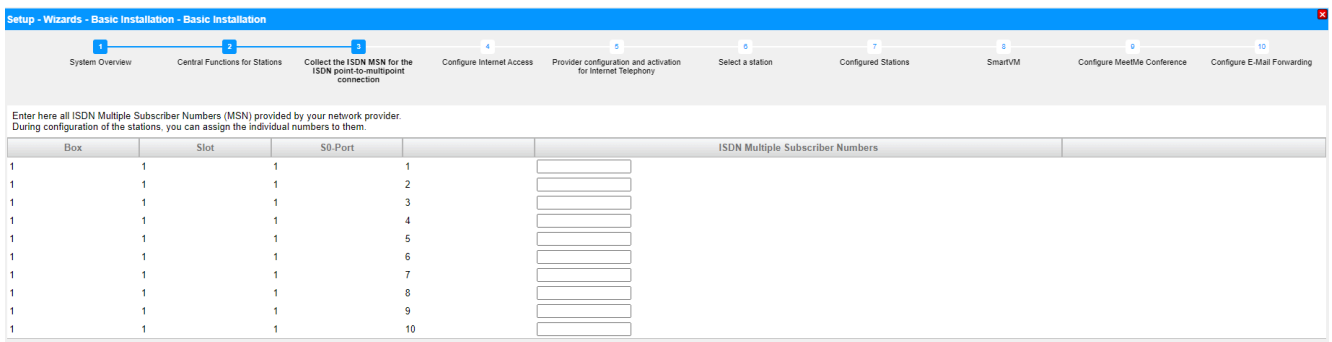 Setup - Wizards - Basic Installation - Basic Installation
1 2 3 4 5 6 7 8 9 10
System Overview
Central Functions for Stations
Collect the ISDN MSN for the
ISDN point-to-multipoint
connection
Configure Internet Access
Provider configuration and activation
for Internet Telephony
Select a station
Configured Stations
SmartVM
Configure MeetMe Conference
Configure E-Mail Forwarding
Enter here all ISDN Multiple Subscriber Numbers (MSN) provided by your network provider.
During configuration of the stations, you can assign the individual numbers to them.
Box Slot S0-Port ISDN Multiple Subscriber Numbers
1 1 1 1
1 1 1 2
1 1 1 3
1 1 1 4
1 1 1 5
1 1 1 6
1 1 1 7
1 1 1 8
1 1 1 9
1 1 1 10